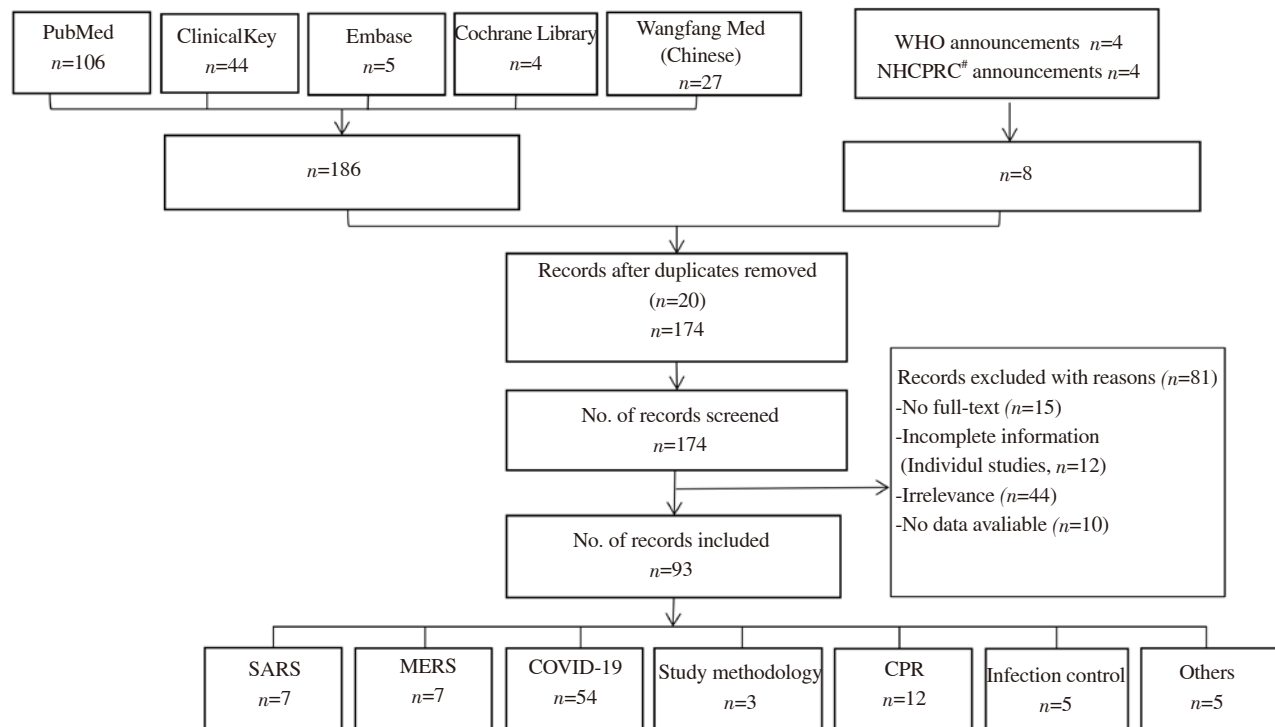 PubMed
n=106
ClinicalKey
n=44
Embase
n=5
Cochrane Library
n=4
Wangfang Med
(Chinese)
n=27
WHO announcements n=4
NHCPRC# announcements n=4
n=186
n=8
Records after duplicates removed
(n=20)
n=174
No. of records screened
n=174
Records excluded with reasons (n=81)
-No full-text (n=15)
-Incomplete information
(Individul studies, n=12)
-Irrelevance (n=44)
-No data avaliable (n=10)
No. of records included
n=93
SARS
n=7
MERS
n=7
COVID-19
n=54
Study methodology
n=3
CPR
n=12
Infection control
n=5
Others
n=5